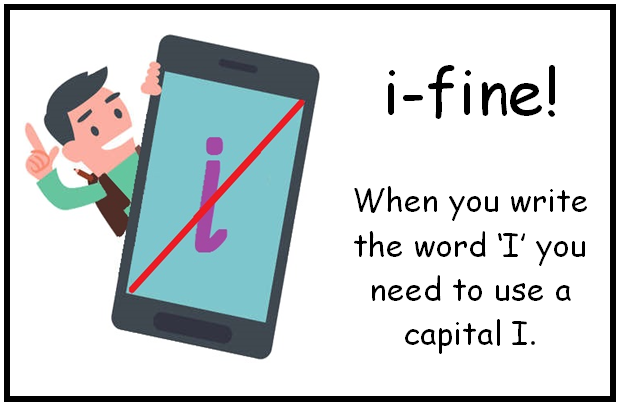 i
i-fine!
When you write
the word ‘I’ you
need to use a
capital I.